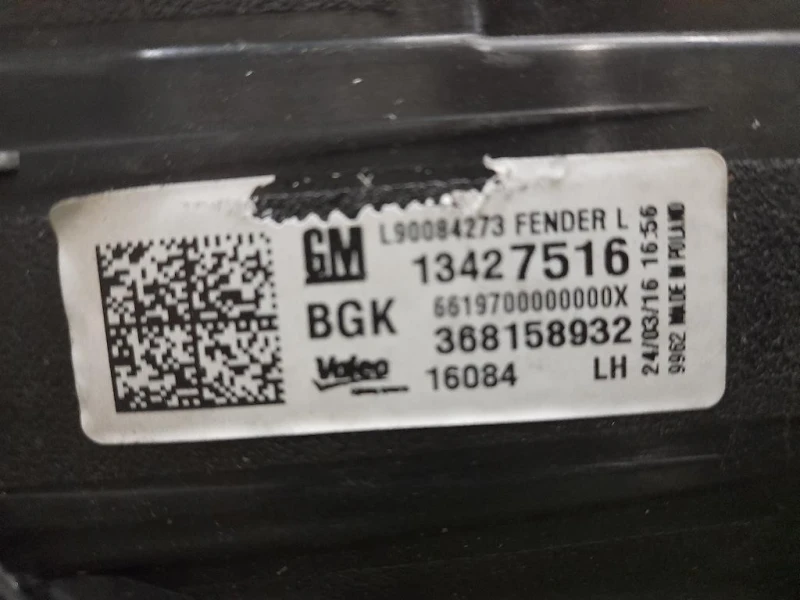 L90084273 FENDER L
GM 13427516
BGK 6619700000000X
368158932
Valeo 16084 LH
24/03/16 16:56
9962 MADE IN POLAND